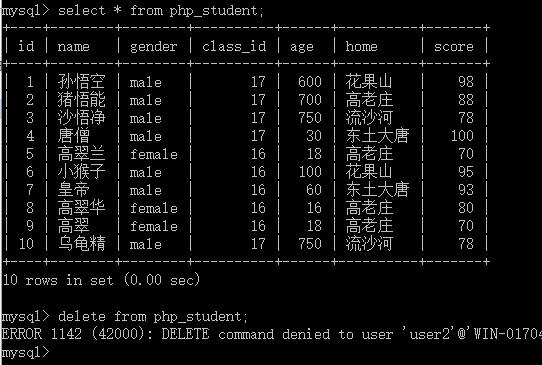 mysql> select * from php_student;
+----+--------+--------+----------+------+----------+-------+
| id | name | gender | class_id | age | home | score |
+----+--------+--------+----------+------+----------+-------+
| 1 | 孙悟空 | male | 17 | 600 | 花果山 | 98 |
| 2 | 猪悟能 | male | 17 | 700 | 高老庄 | 88 |
| 3 | 沙悟净 | male | 17 | 750 | 流沙河 | 78 |
| 4 | 唐僧 | male | 17 | 30 | 东土大唐 | 100 |
| 5 | 高翠兰 | female | 16 | 18 | 高老庄 | 70 |
| 6 | 小猴子 | male | 16 | 100 | 花果山 | 95 |
| 7 | 皇帝 | male | 16 | 60 | 东土大唐 | 93 |
| 8 | 高翠华 | female | 16 | 16 | 高老庄 | 80 |
| 9 | 高翠 | female | 16 | 18 | 高老庄 | 70 |
| 10 | 乌龟精 | male | 17 | 750 | 流沙河 | 78 |
+----+--------+--------+----------+------+----------+-------+
10 rows in set (0.00 sec)
mysql> delete from php_student;
ERROR 1142 (42000): DELETE command denied to user 'user2'@'WIN-01704
mysql>